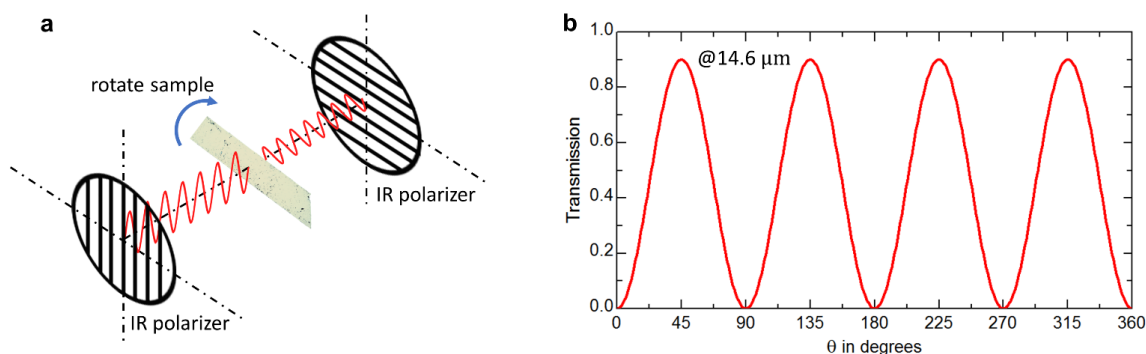 a
rotate sample
IR polarizer
IR polarizer
b
@14.6 μm
Transmission
1.0
0.8
0.6
0.4
0.2
0.0
0 45 90 135 180 225 270 315 360
θ in degrees